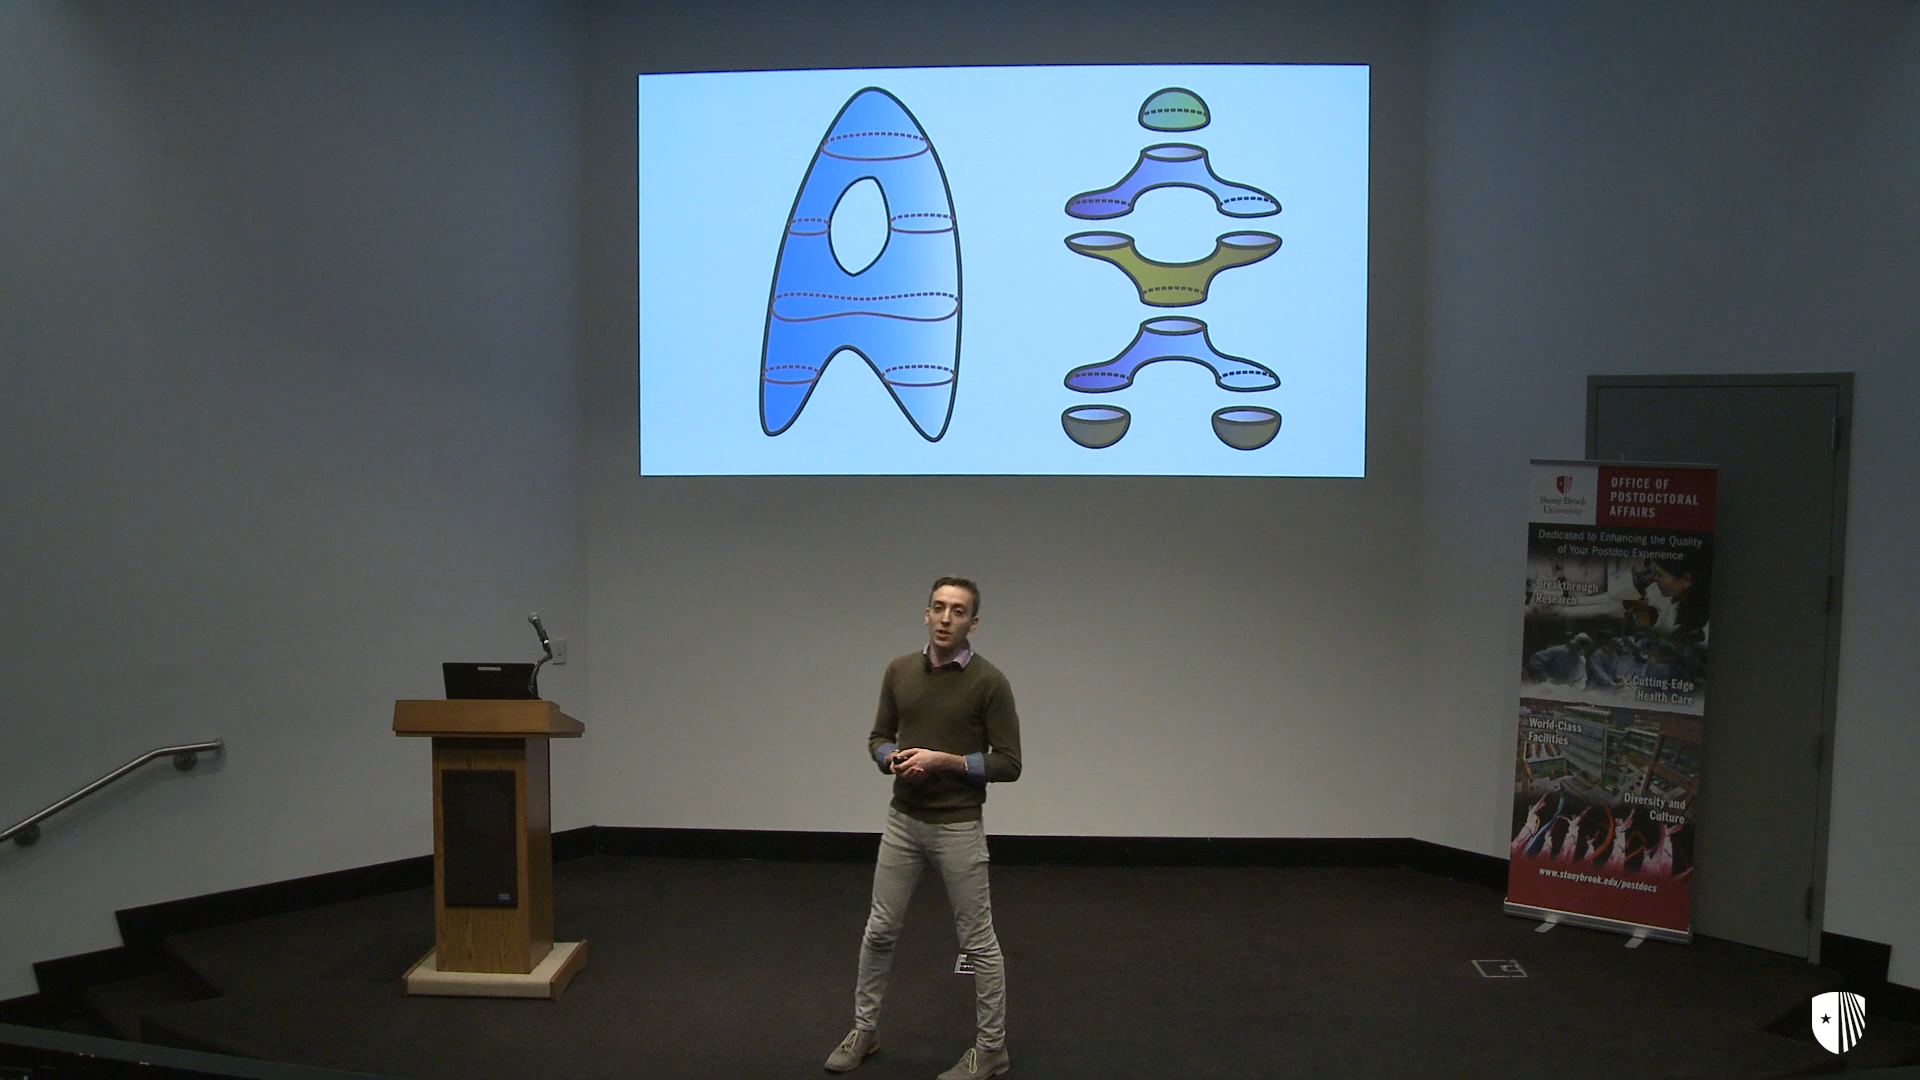 Stony Brook
University
OFFICE OF
POSTDOCTORAL
AFFAIRS
Dedicated to Enhancing the Quality
of Your Postdoc Experience
Breakthrough
Research
Cutting-Edge
Health Care
World-Class
Facilities
Diversity and
Culture
www.stonybrook.edu/postdocs